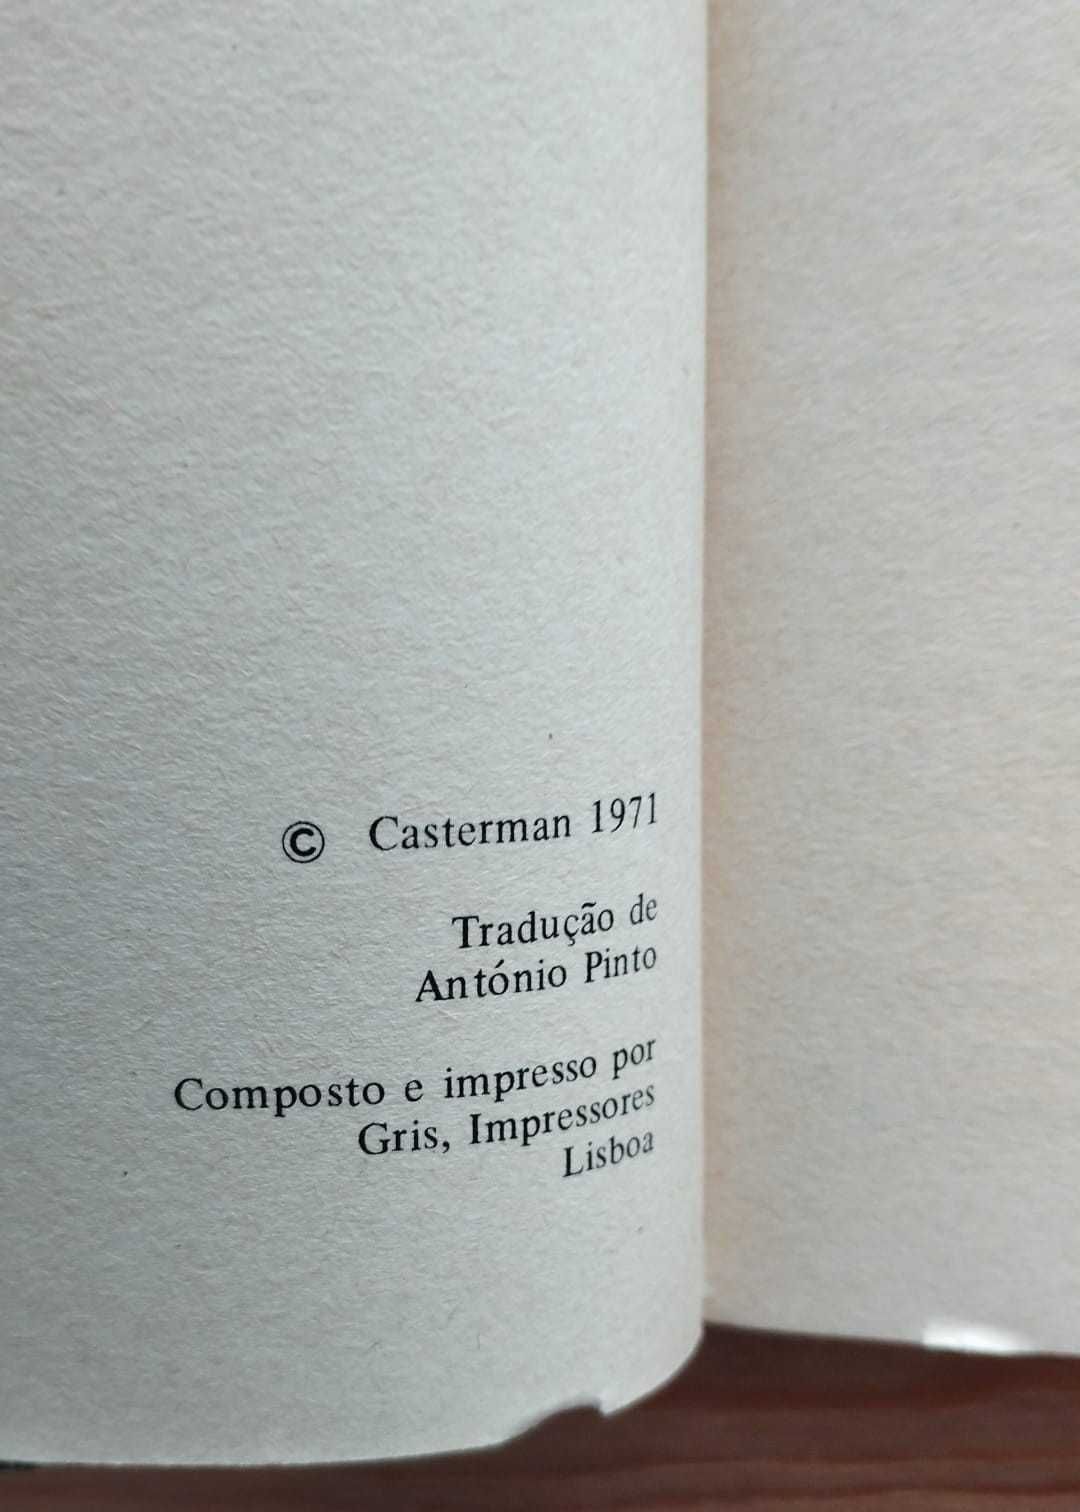 © Casterman 1971
Tradução de
António Pinto
Composto e impresso por
Gris, Impressores
Lisboa